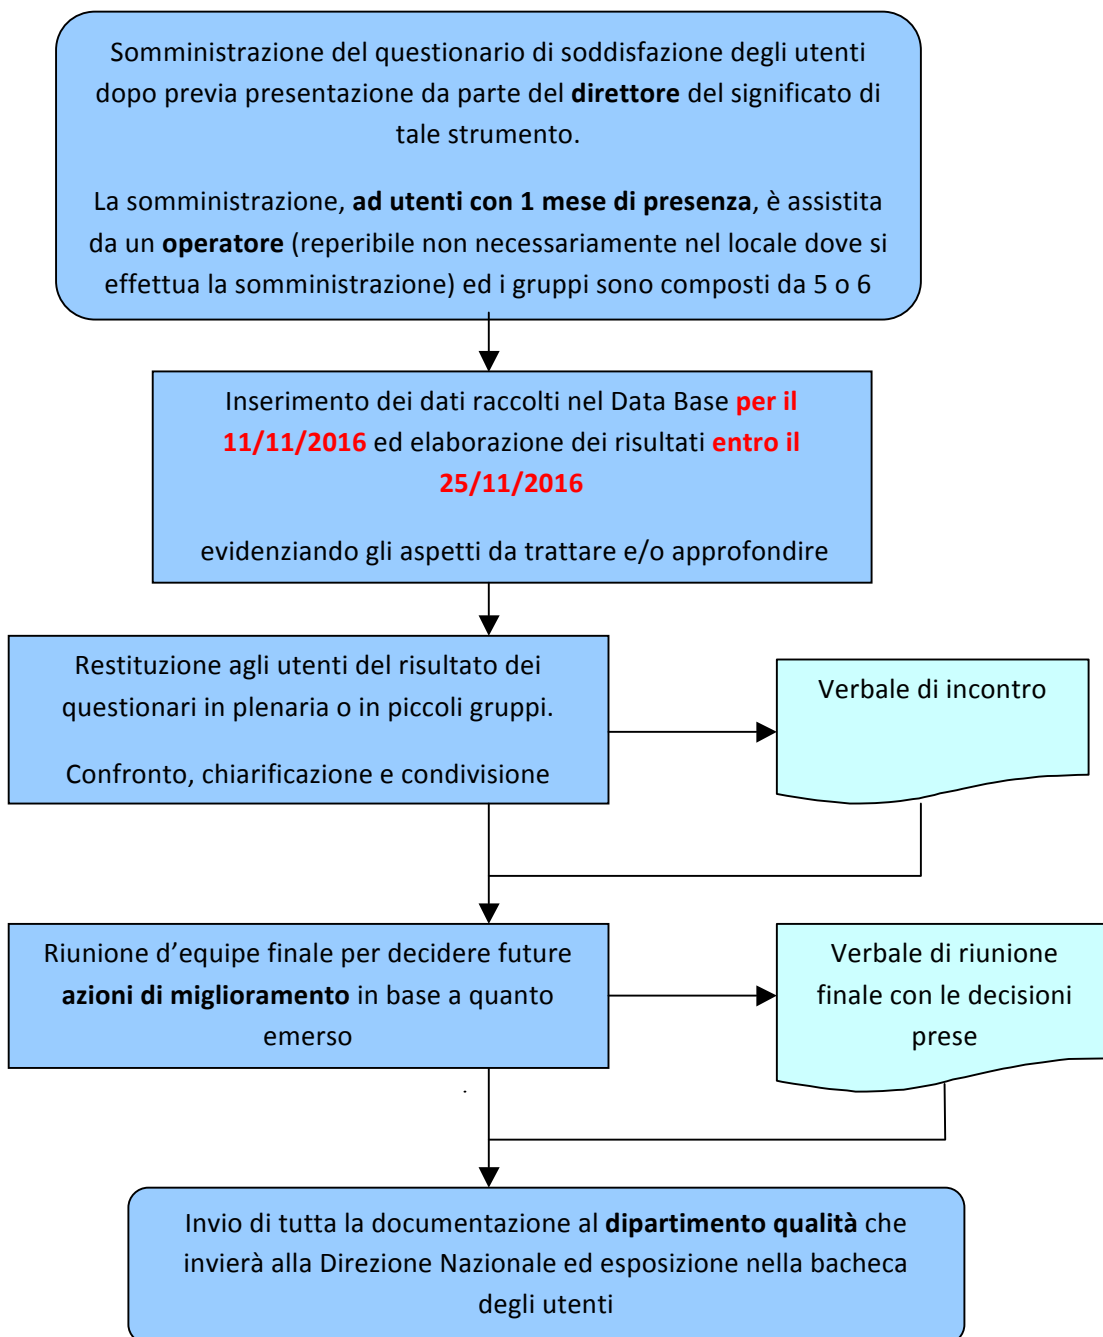 Somministrazione del questionario di soddisfazione degli utenti
dopo previa presentazione da parte del direttore del significato di
tale strumento.
La somministrazione, ad utenti con 1 mese di presenza, è assistita
da un operatore (reperibile non necessariamente nel locale dove si
effettua la somministrazione) ed i gruppi sono composti da 5 o 6
Inserimento dei dati raccolti nel Data Base per il
11/11/2016 ed elaborazione dei risultati entro il
25/11/2016
evidenziando gli aspetti da trattare e/o approfondire
Restituzione agli utenti del risultato dei
questionari in plenaria o in piccoli gruppi.
Confronto, chiarificazione e condivisione
Verbale di incontro
Riunione d’equipe finale per decidere future
azioni di miglioramento in base a quanto
emerso
Verbale di riunione
finale con le decisioni
prese
Invio di tutta la documentazione al dipartimento qualità che
invierà alla Direzione Nazionale ed esposizione nella bacheca
degli utenti